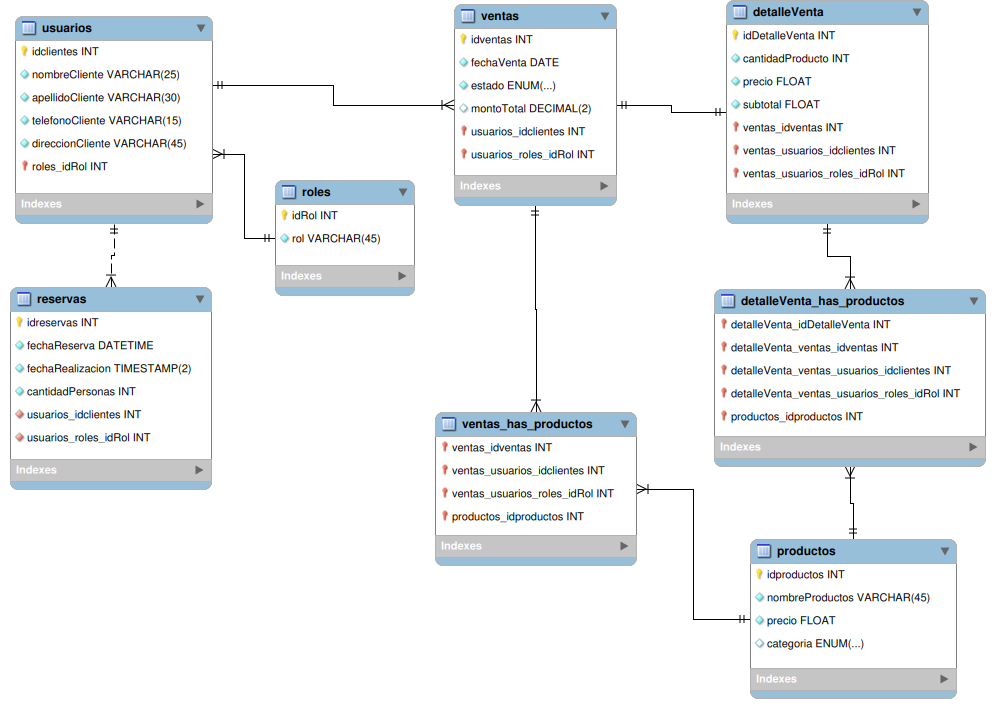 usuarios
idclientes INT
nombreCliente VARCHAR(25)
apellidoCliente VARCHAR(30)
telefonoCliente VARCHAR(15)
direccionCliente VARCHAR(45)
roles_idRol INT
Indexes
ventas
idventas INT
fechaVenta DATE
estado ENUM(...)
montoTotal DECIMAL(2)
usuarios_idclientes INT
usuarios_roles_idRol INT
Indexes
detalleVenta
idDetalleVenta INT
cantidadProducto INT
precio FLOAT
subtotal FLOAT
ventas_idventas INT
ventas_usuarios_idclientes INT
ventas_usuarios_roles_idRol INT
Indexes
roles
idRol INT
rol VARCHAR(45)
Indexes
reservas
idreservas INT
fechaReserva DATETIME
fechaRealizacion TIMESTAMP(2)
cantidadPersonas INT
usuarios_idclientes INT
usuarios_roles_idRol INT
Indexes
detalleVenta_has_productos
detalleVenta_idDetalleVenta INT
detalleVenta_ventas_idventas INT
detalleVenta_ventas_usuarios_idclientes INT
detalleVenta_ventas_usuarios_roles_idRol INT
productos_idproductos INT
Indexes
ventas_has_productos
ventas_idventas INT
ventas_usuarios_idclientes INT
ventas_usuarios_roles_idRol INT
productos_idproductos INT
Indexes
productos
idproductos INT
nombreProductos VARCHAR(45)
precio FLOAT
categoria ENUM(...)
Indexes